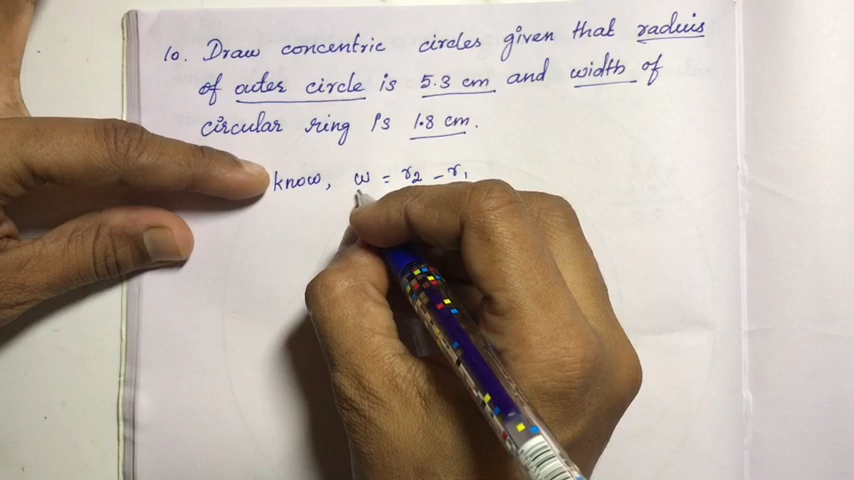 10. Draw concentric circles given that radius
of outer circle is 5.3 cm and width of
circular ring is 1.8 cm.
know, w = r₂ - r₁